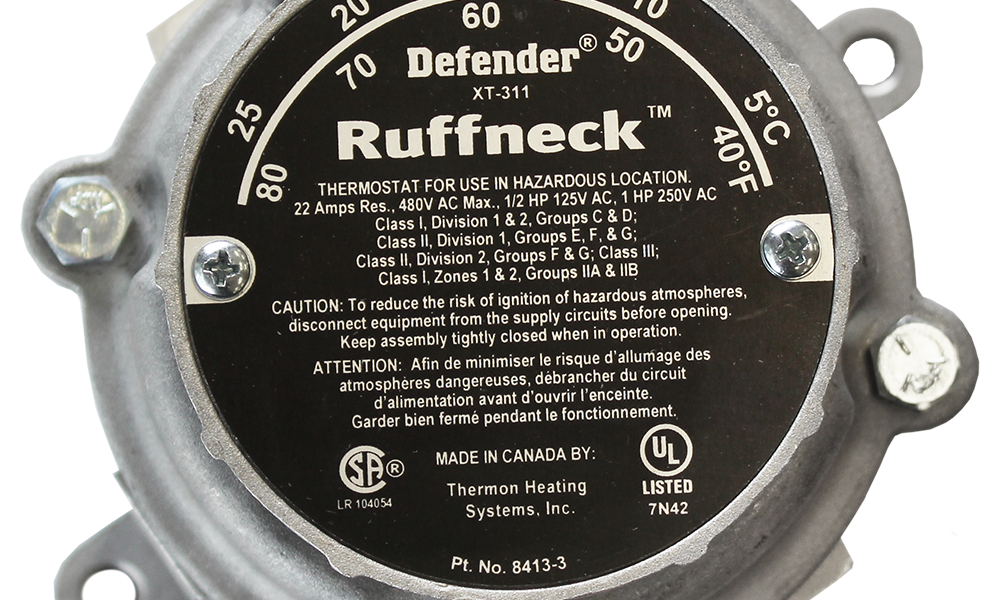 20
10
60
70
50
25
5°C
80
40°F
Defender®
XT-311
Ruffneck™
THERMOSTAT FOR USE IN HAZARDOUS LOCATION.
22 Amps Res., 480V AC Max., 1/2 HP 125V AC, 1 HP 250V AC
Class I, Division 1 & 2, Groups C & D;
Class II, Division 1, Groups E, F, & G;
Class II, Division 2, Groups F & G; Class III;
Class I, Zones 1 & 2, Groups IIA & IIB
CAUTION: To reduce the risk of ignition of hazardous atmospheres,
disconnect equipment from the supply circuits before opening.
Keep assembly tightly closed when in operation.
ATTENTION: Afin de minimiser le risque d'allumage des
atmosphères dangereuses, débrancher du circuit
d'alimentation avant d'ouvrir l'enceinte.
Garder bien fermé pendant le fonctionnement.
SA®
LR 104054
MADE IN CANADA BY:
Thermon Heating
Systems, Inc.
UL
LISTED
7N42
Pt. No. 8413-3